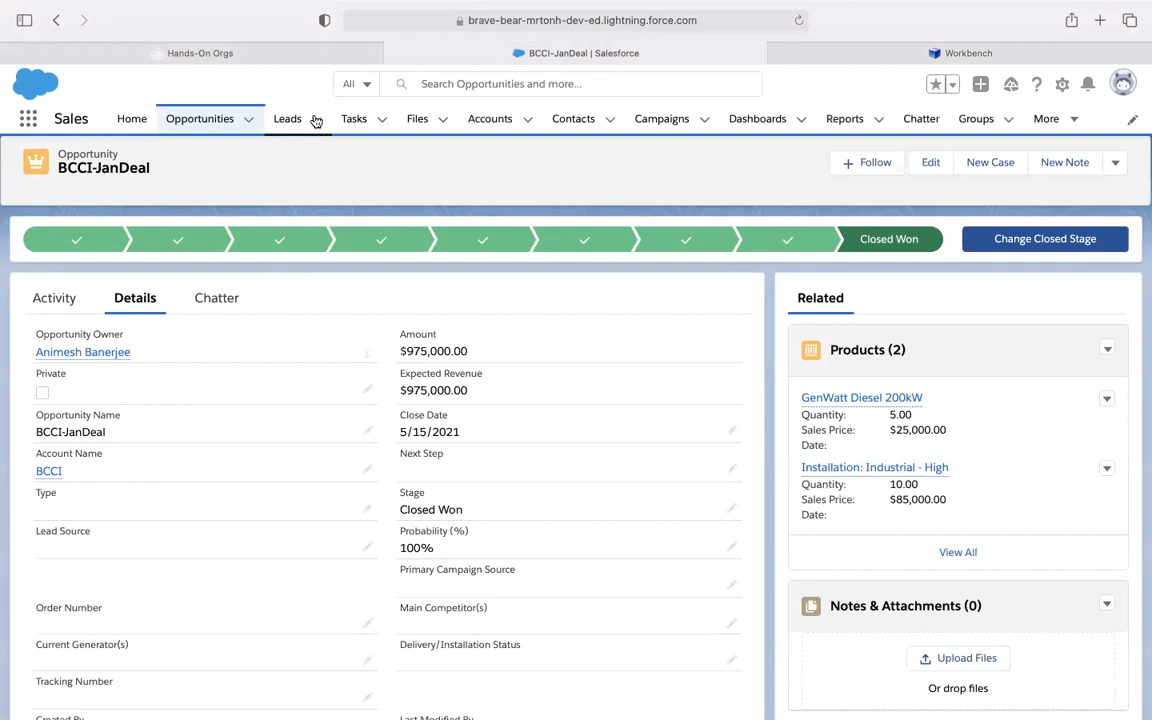 brave-bear-mrtonh-dev-ed.lightning.force.com
Hands-On Orgs
BCCI-JanDeal | Salesforce
Workbench
All
Search Opportunities and more...
Sales
Home
Opportunities
Leads
Tasks
Files
Accounts
Contacts
Campaigns
Dashboards
Reports
Chatter
Groups
More
Opportunity
BCCI-JanDeal
Follow
Edit
New Case
New Note
Closed Won
Change Closed Stage
Activity
Details
Chatter
Opportunity Owner
Animesh Banerjee
Private
Opportunity Name
BCCI-JanDeal
Account Name
BCCI
Type
Lead Source
Order Number
Current Generator(s)
Tracking Number
Created By
Amount
$975,000.00
Expected Revenue
$975,000.00
Close Date
5/15/2021
Next Step
Stage
Closed Won
Probability (%)
100%
Primary Campaign Source
Main Competitor(s)
Delivery/Installation Status
Last Modified By
Related
Products (2)
GenWatt Diesel 200kW
Quantity: 5.00
Sales Price: $25,000.00
Date:
Installation: Industrial - High
Quantity: 10.00
Sales Price: $85,000.00
Date:
View All
Notes & Attachments (0)
Upload Files
Or drop files